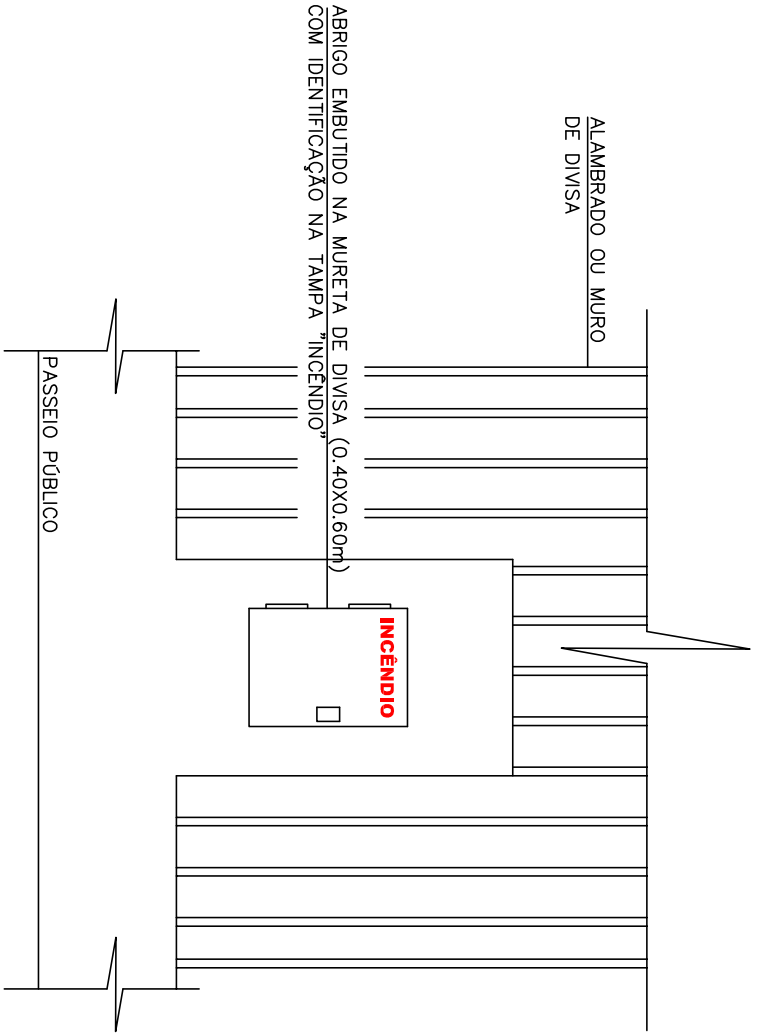 ALAMBRADO OU MURO
DE DIVISA
ABRIGO EMBUTIDO NA MURETA DE DIVISA (0.40X0.60m)
COM IDENTIFICAÇÃO NA TAMPA "INCÊNDIO"
INCÊNDIO
PASSEIO PÚBLICO